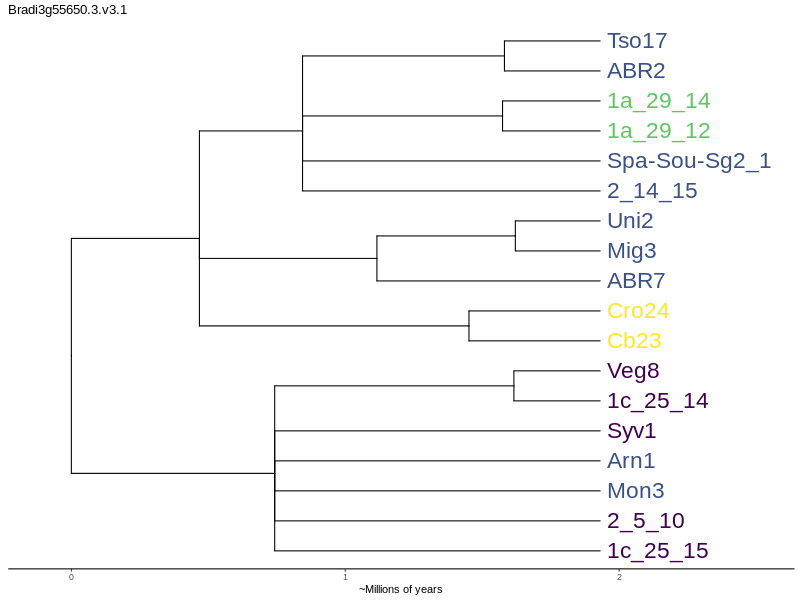 Bradi3g55650.3.v3.1
Tso17
ABR2
1a_29_14
1a_29_12
Spa-Sou-Sg2_1
2_14_15
Uni2
Mig3
ABR7
Cro24
Cb23
Veg8
1c_25_14
Syv1
Arn1
Mon3
2_5_10
1c_25_15
0 1 2
~Millions of years